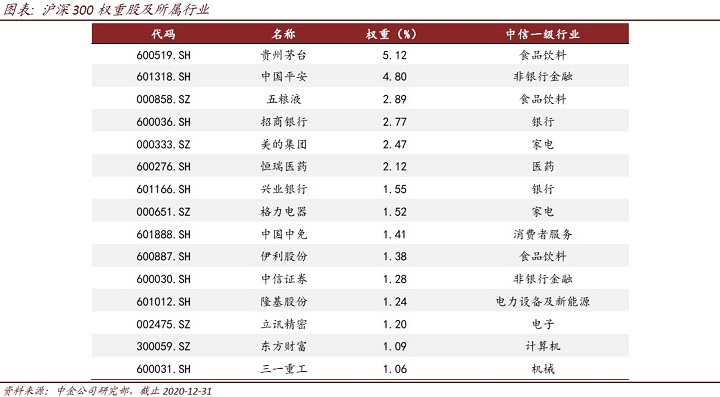 图表: 沪深300 权重股及所属行业
代码 名称 权重 (%) 中信一级行业
600519.SH 贵州茅台 5.12 食品饮料
601318.SH 中国平安 4.80 非银行金融
000858.SZ 五粮液 2.89 食品饮料
600036.SH 招商银行 2.77 银行
000333.SZ 美的集团 2.47 家电
600276.SH 恒瑞医药 2.12 医药
601166.SH 兴业银行 1.55 银行
000651.SZ 格力电器 1.52 家电
601888.SH 中国中免 1.41 消费者服务
600887.SH 伊利股份 1.38 食品饮料
600030.SH 中信证券 1.28 非银行金融
601012.SH 隆基股份 1.24 电力设备及新能源
002475.SZ 立讯精密 1.20 电子
300059.SZ 东方财富 1.09 计算机
600031.SH 三一重工 1.06 机械
资料来源: 中金公司研究部, 截止 2020-12-31